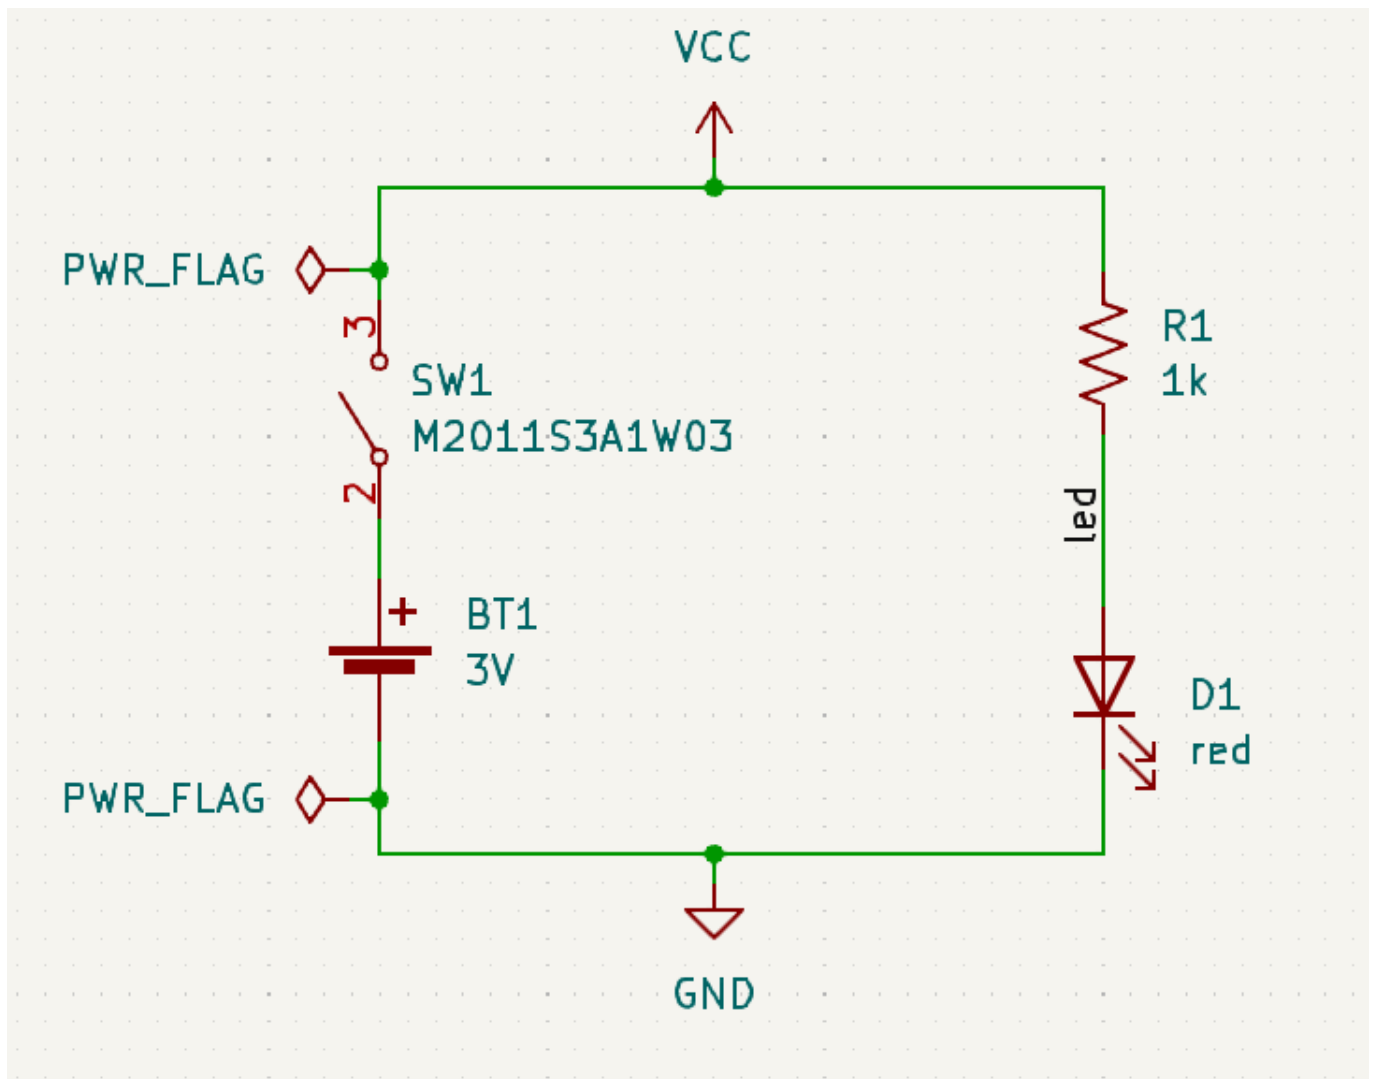 VCC
PWR_FLAG
3
SW1
M2011S3A1W03
2
R1
1k
led
+
BT1
3V
D1
red
PWR_FLAG
GND